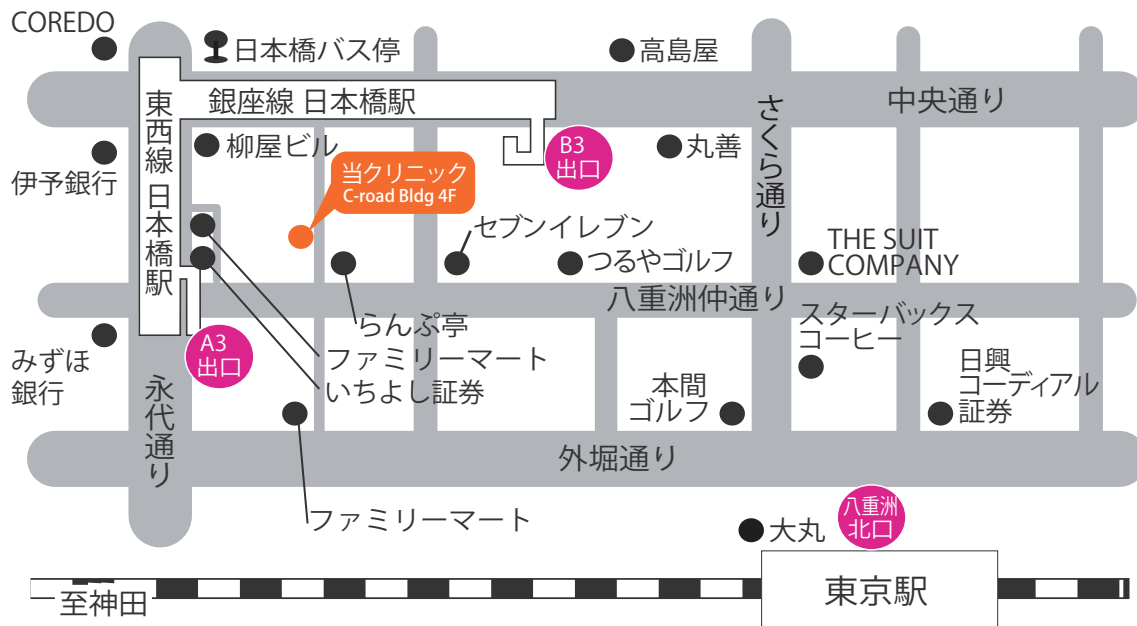 COREDO
日本橋バス停
高島屋
銀座線 日本橋駅
中央通り
東西線 日本橋駅
さくら通り
伊予銀行
柳屋ビル
当クリニック
C-road Bldg 4F
B3
出口
丸善
セブンイレブン
つるやゴルフ
THE SUIT
COMPANY
八重洲仲通り
らんぷ亭
スターバックス
コーヒー
A3
出口
みずほ
銀行
ファミリーマート
いちよし証券
永代通り
本間
ゴルフ
日興
コーディアル
証券
外堀通り
ファミリーマート
大丸
八重洲
北口
至神田
東京駅